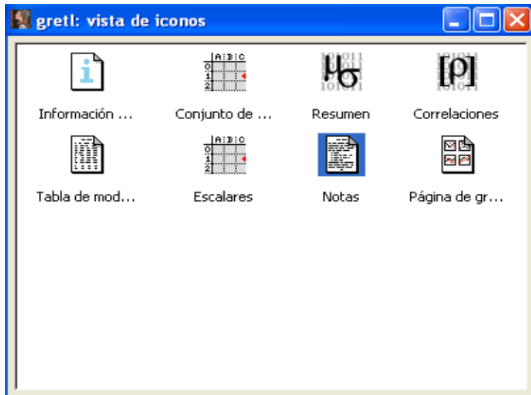 gretl: vista de iconos
Información ...
Conjunto de ...
Resumen
Correlaciones
Tabla de mod...
Escalares
Notas
Página de gr...